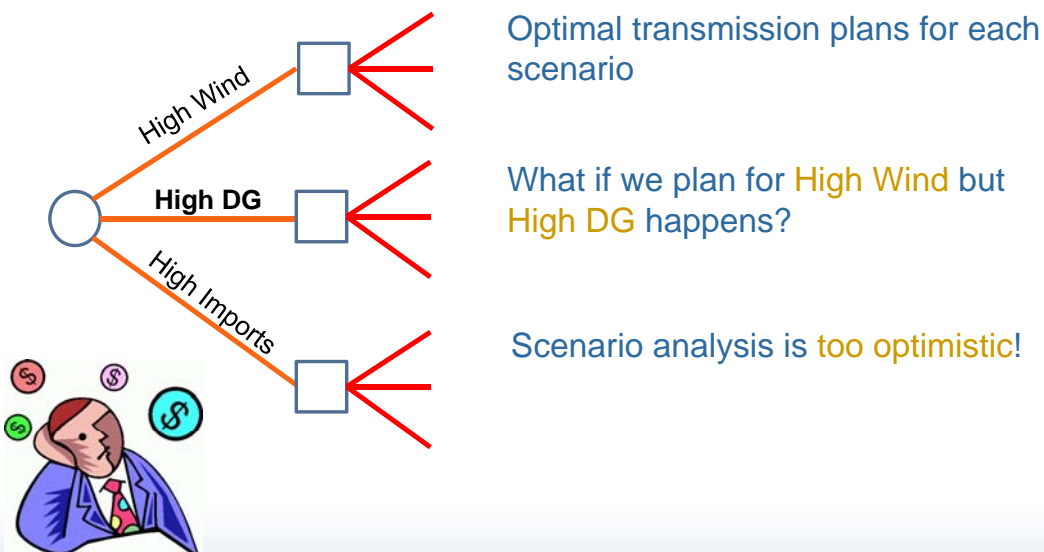 Optimal transmission plans for each
scenario
High Wind
What if we plan for High Wind but
High DG happens?
High DG
High Imports
Scenario analysis is too optimistic!
$
$
$
$